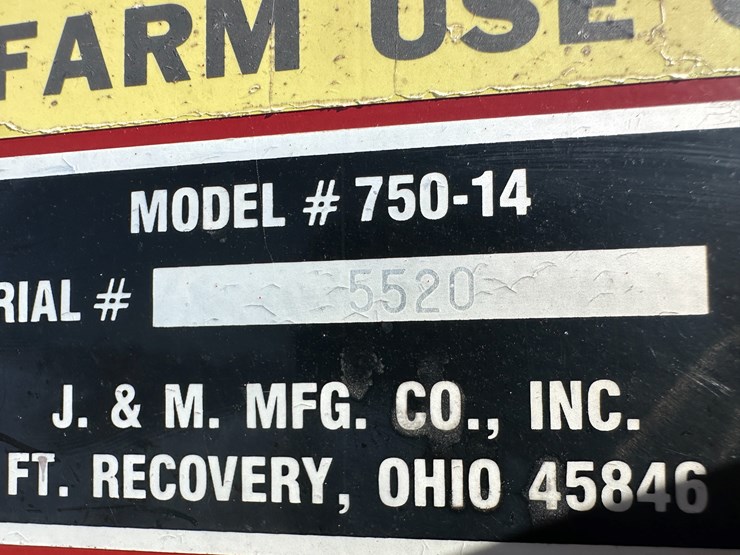 FARM USE
MODEL # 750-14
RIAL # 5520
J. & M. MFG. CO., INC.
FT. RECOVERY, OHIO 45846